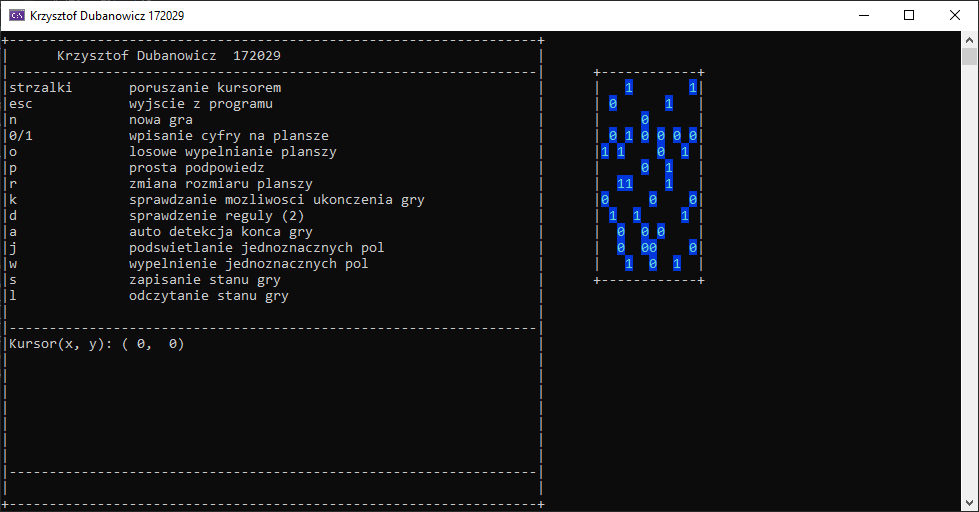 Krzysztof Dubanowicz 172029
Krzysztof Dubanowicz  172029
strzalki       poruszanie kursorem
esc            wyjscie z programu
n              nowa gra
0/1            wpisanie cyfry na plansze
o              losowe wypelnianie planszy
p              prosta podpowiedz
r              zmiana rozmiaru planszy
k              sprawdzanie mozliwosci ukonczenia gry
d              sprawdzenie reguly (2)
a              auto detekcja konca gry
j              podswietlanie jednoznacznych pol
w              wypelnienie jednoznacznych pol
s              zapisanie stanu gry
l              odczytanie stanu gry
Kursor(x, y): ( 0,  0)
1       1
0      1
0
0 1 0 0 0 0
1 1    0  1
0  1
11    1
0     0    0
1  1     1
0  0 0
0  00    0
1  0  1